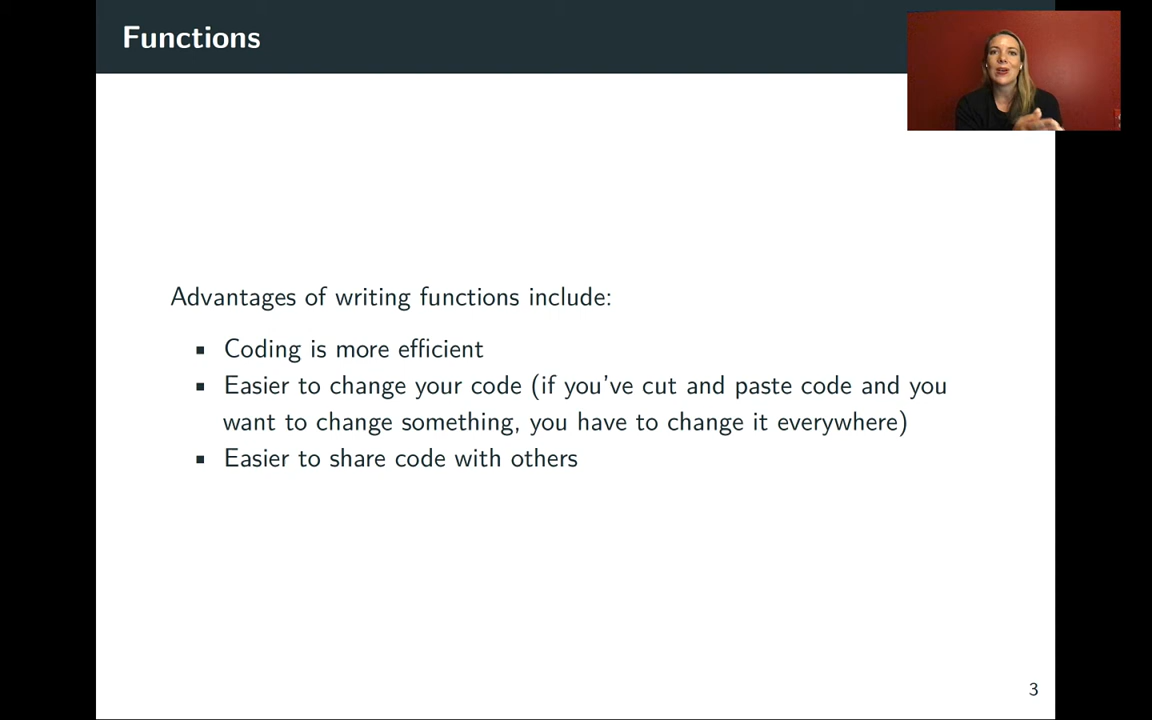 Functions
Advantages of writing functions include:
▪ Coding is more efficient
▪ Easier to change your code (if you've cut and paste code and you
want to change something, you have to change it everywhere)
▪ Easier to share code with others
3